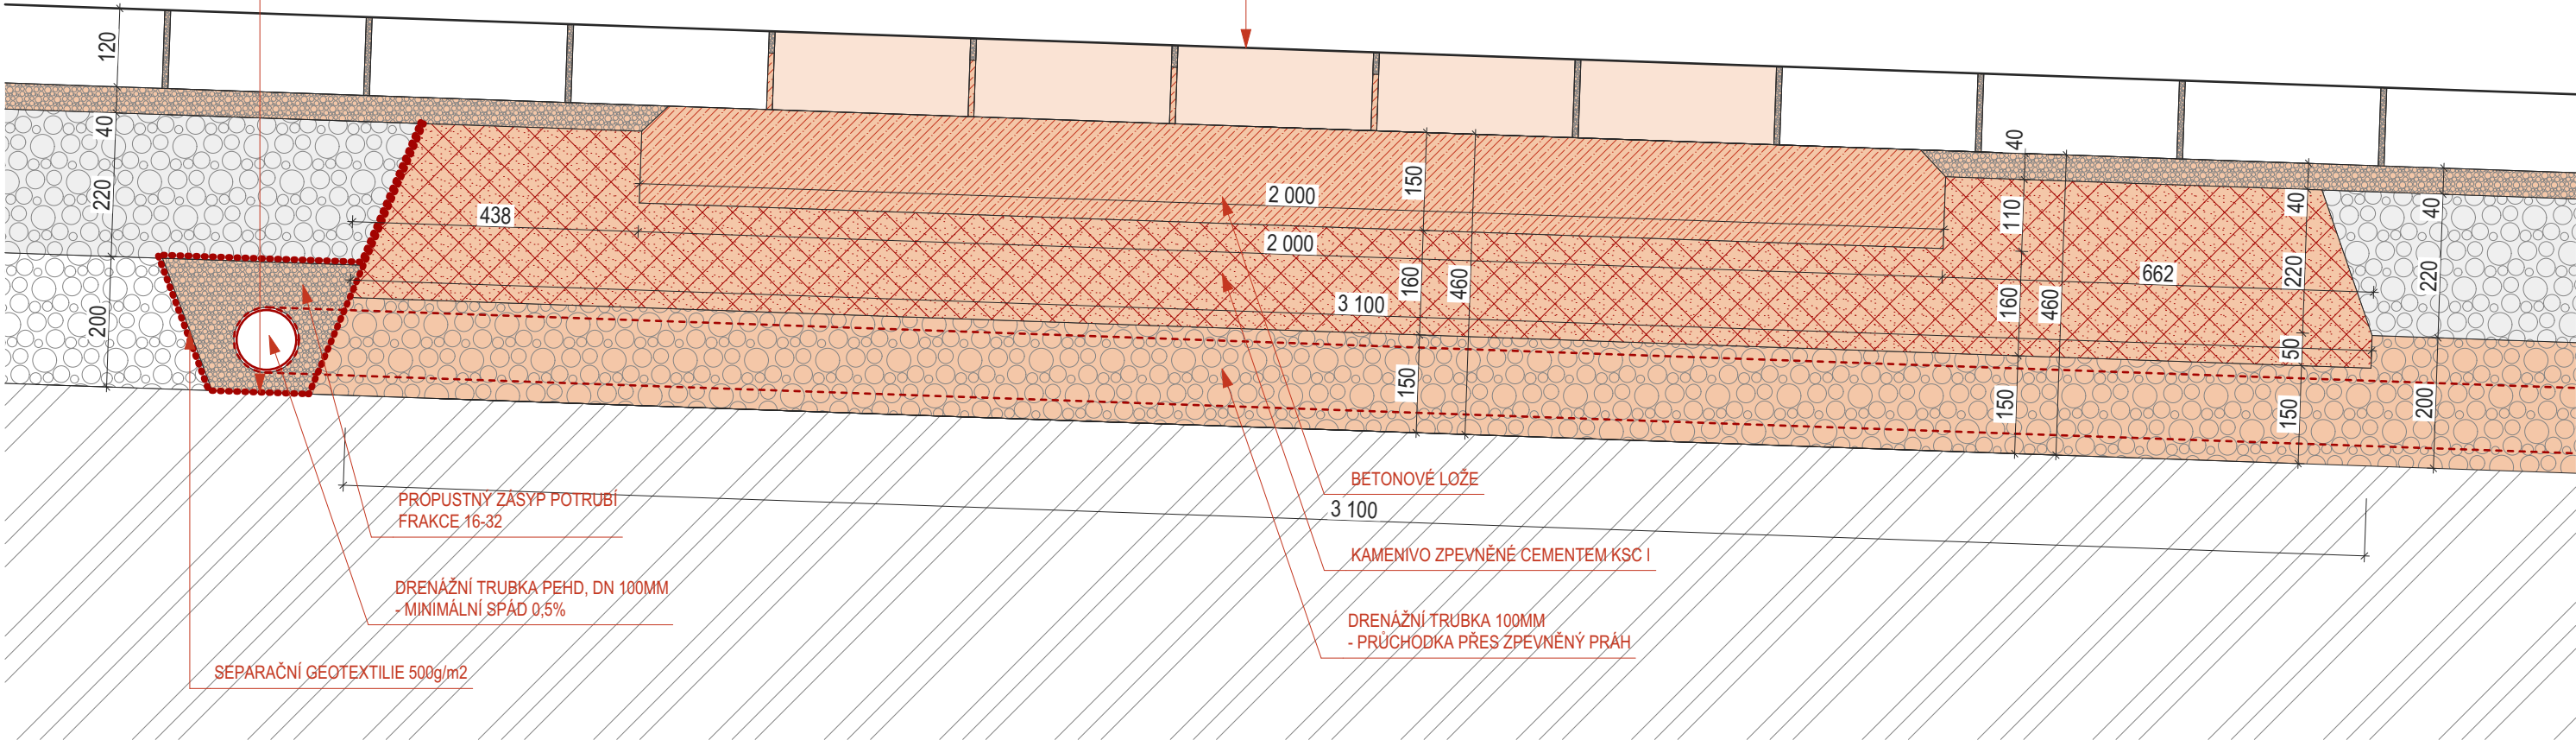 120
40
220
200
438
2 000
2 000
3 100
150
160
460
150
40
110
160
460
150
662
40
220
50
150
40
220
200
3 100
PROPUSTNÝ ZÁSYP POTRUBÍ
FRAKCE 16-32
DRENÁŽNÍ TRUBKA PEHD, DN 100MM
- MINIMÁLNÍ SPÁD 0,5%
SEPARAČNÍ GEOTEXTILIE 500g/m2
BETONOVÉ LOŽE
KAMENIVO ZPEVNĚNÉ CEMENTEM KSC I
DRENÁŽNÍ TRUBKA 100MM
- PRŮCHODKA PŘES ZPEVNĚNÝ PRÁH